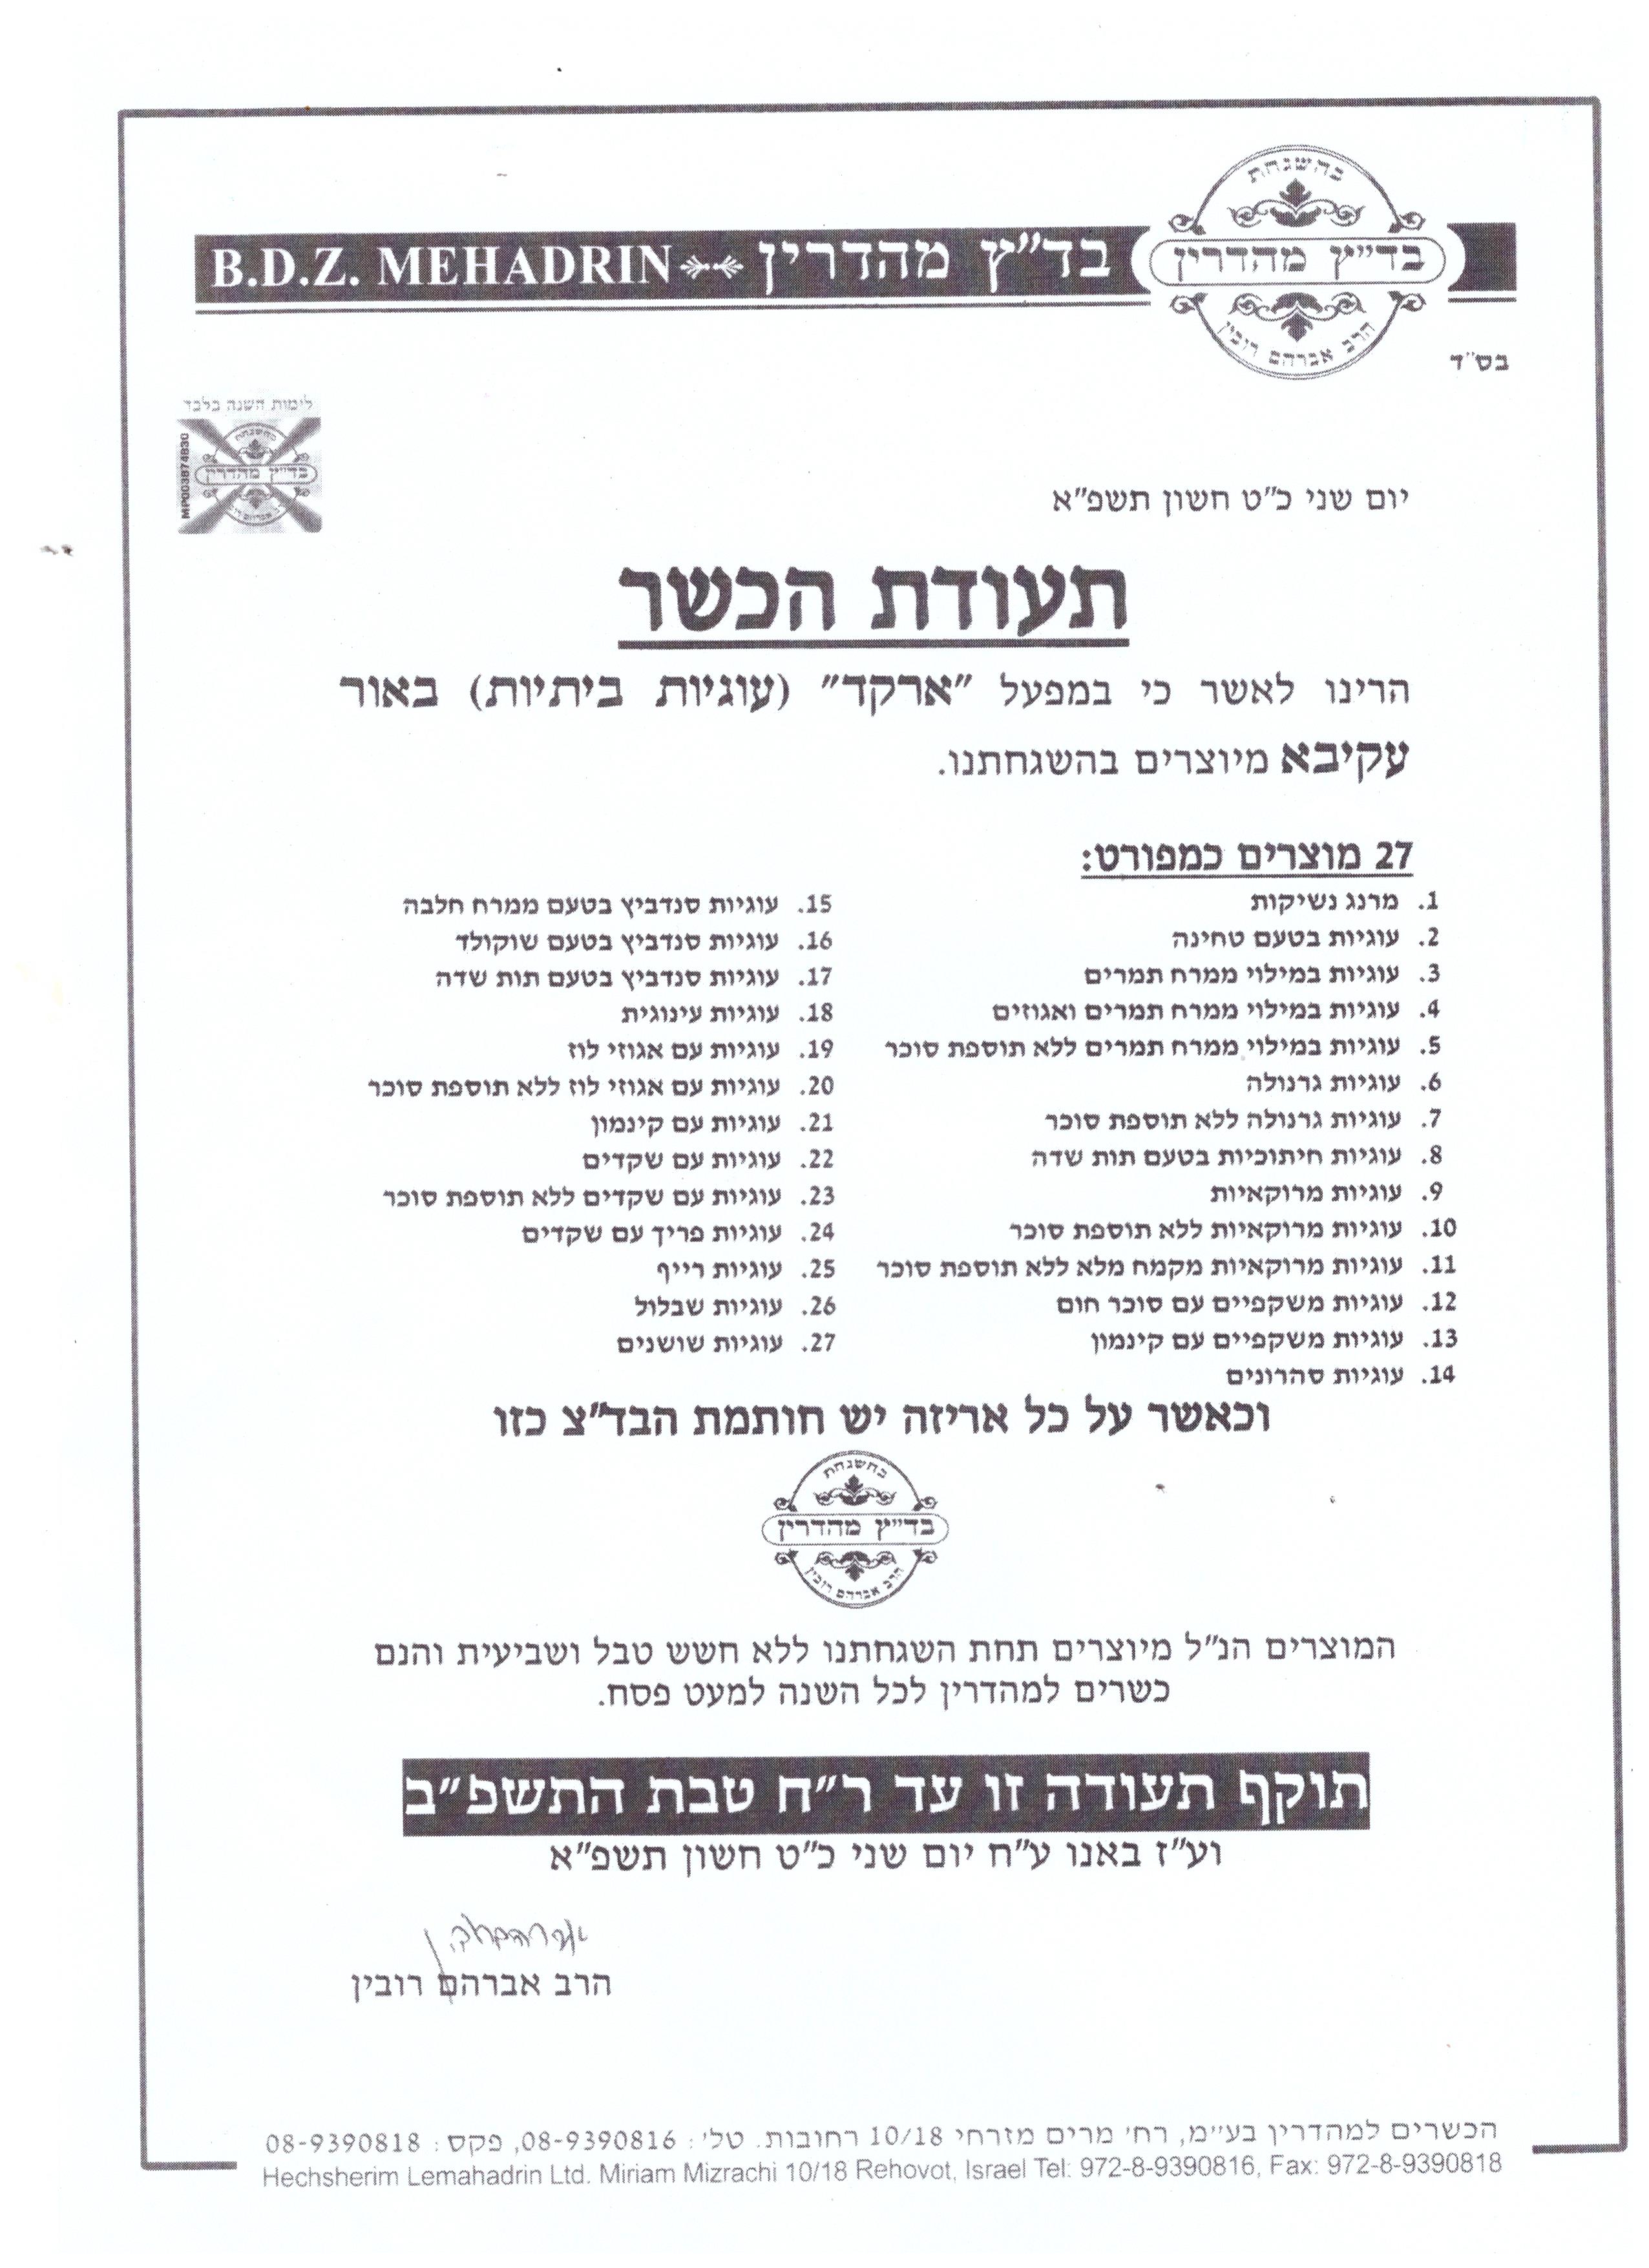 בהשגחת
בד"ץ מהדרין
הרב אברהם רובין
B.D.Z. MEHADRIN בד"ץ מהדרין
בס"ד
לימות השנה בלבד
בהשגחת
בד"ץ מהדרין
MP003874830
יום שני כ"ט חשון תשפ"א
תעודת הכשר
הרינו לאשר כי במפעל "ארקד" (עוגיות ביתיות) באור
עקיבא מיוצרים בהשגחתנו.
27 מוצרים כמפורט:
1. מרנג נשיקות
2. עוגיות בטעם טחינה
3. עוגיות במילוי ממרח תמרים
4. עוגיות במילוי ממרח תמרים ואגוזים
5. עוגיות במילוי ממרח תמרים ללא תוספת סוכר
6. עוגיות גרנולה
7. עוגיות גרנולה ללא תוספת סוכר
8. עוגיות חיתוכיות בטעם תות שדה
9. עוגיות מרוקאיות
10. עוגיות מרוקאיות ללא תוספת סוכר
11. עוגיות מרוקאיות מקמח מלא ללא תוספת סוכר
12. עוגיות משקפיים עם סוכר חום
13. עוגיות משקפיים עם קינמון
14. עוגיות סהרונים
15. עוגיות סנדביץ בטעם ממרח חלבה
16. עוגיות סנדביץ בטעם שוקולד
17. עוגיות סנדביץ בטעם תות שדה
18. עוגיות עינוגית
19. עוגיות עם אגוזי לוז
20. עוגיות עם אגוזי לוז ללא תוספת סוכר
21. עוגיות עם קינמון
22. עוגיות עם שקדים
23. עוגיות עם שקדים ללא תוספת סוכר
24. עוגיות פריך עם שקדים
25. עוגיות רייף
26. עוגיות שבלול
27. עוגיות שושנים
וכאשר על כל אריזה יש חותמת הבד"צ כזו
בהשגחת
בד"ץ מהדרין
הרב אברהם רובין
המוצרים הנ"ל מיוצרים תחת השגחתנו ללא חשש טבל ושביעית והנם
כשרים למהדרין לכל השנה למעט פסח.
תוקף תעודה זו עד ר"ח טבת התשפ"ב
וע"ז באנו ע"ח יום שני כ"ט חשון תשפ"א
הרב אברהם רובין
הכשרים למהדרין בע"מ, רח' מרים מזרחי 10/18 רחובות. טל': 08-9390816, פקס: 08-9390818
Hechsherim Lemahadrin Ltd. Miriam Mizrachi 10/18 Rehovot, Israel Tel: 972-8-9390816, Fax: 972-8-9390818